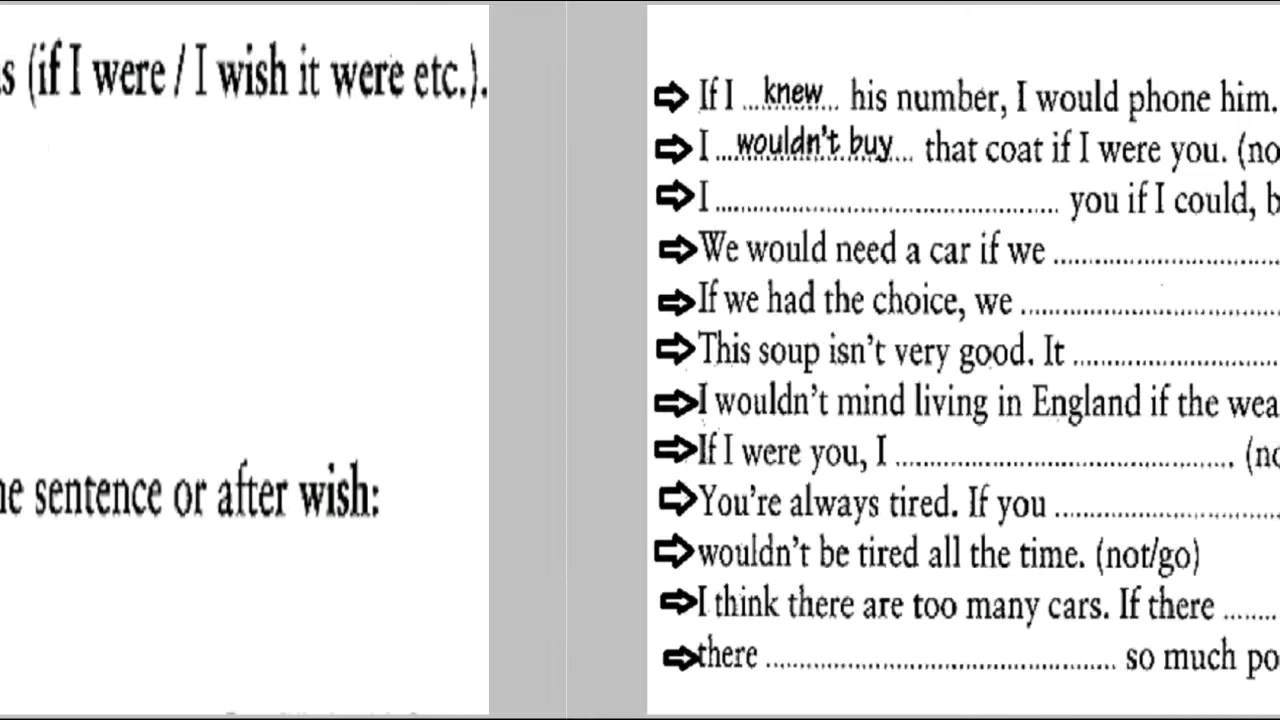 s (if I were / I wish it were etc.).
ne sentence or after wish:
If I ...knew... his number, I would phone him.
I ...wouldn't buy... that coat if I were you. (no
I ............................................ you if I could, b
We would need a car if we ..............................
If we had the choice, we ..................................
This soup isn't very good. It ...........................
I wouldn't mind living in England if the wea
If I were you, I ............................................ (no
You're always tired. If you .............................
wouldn't be tired all the time. (not/go)
I think there are too many cars. If there .......
there ............................................. so much po